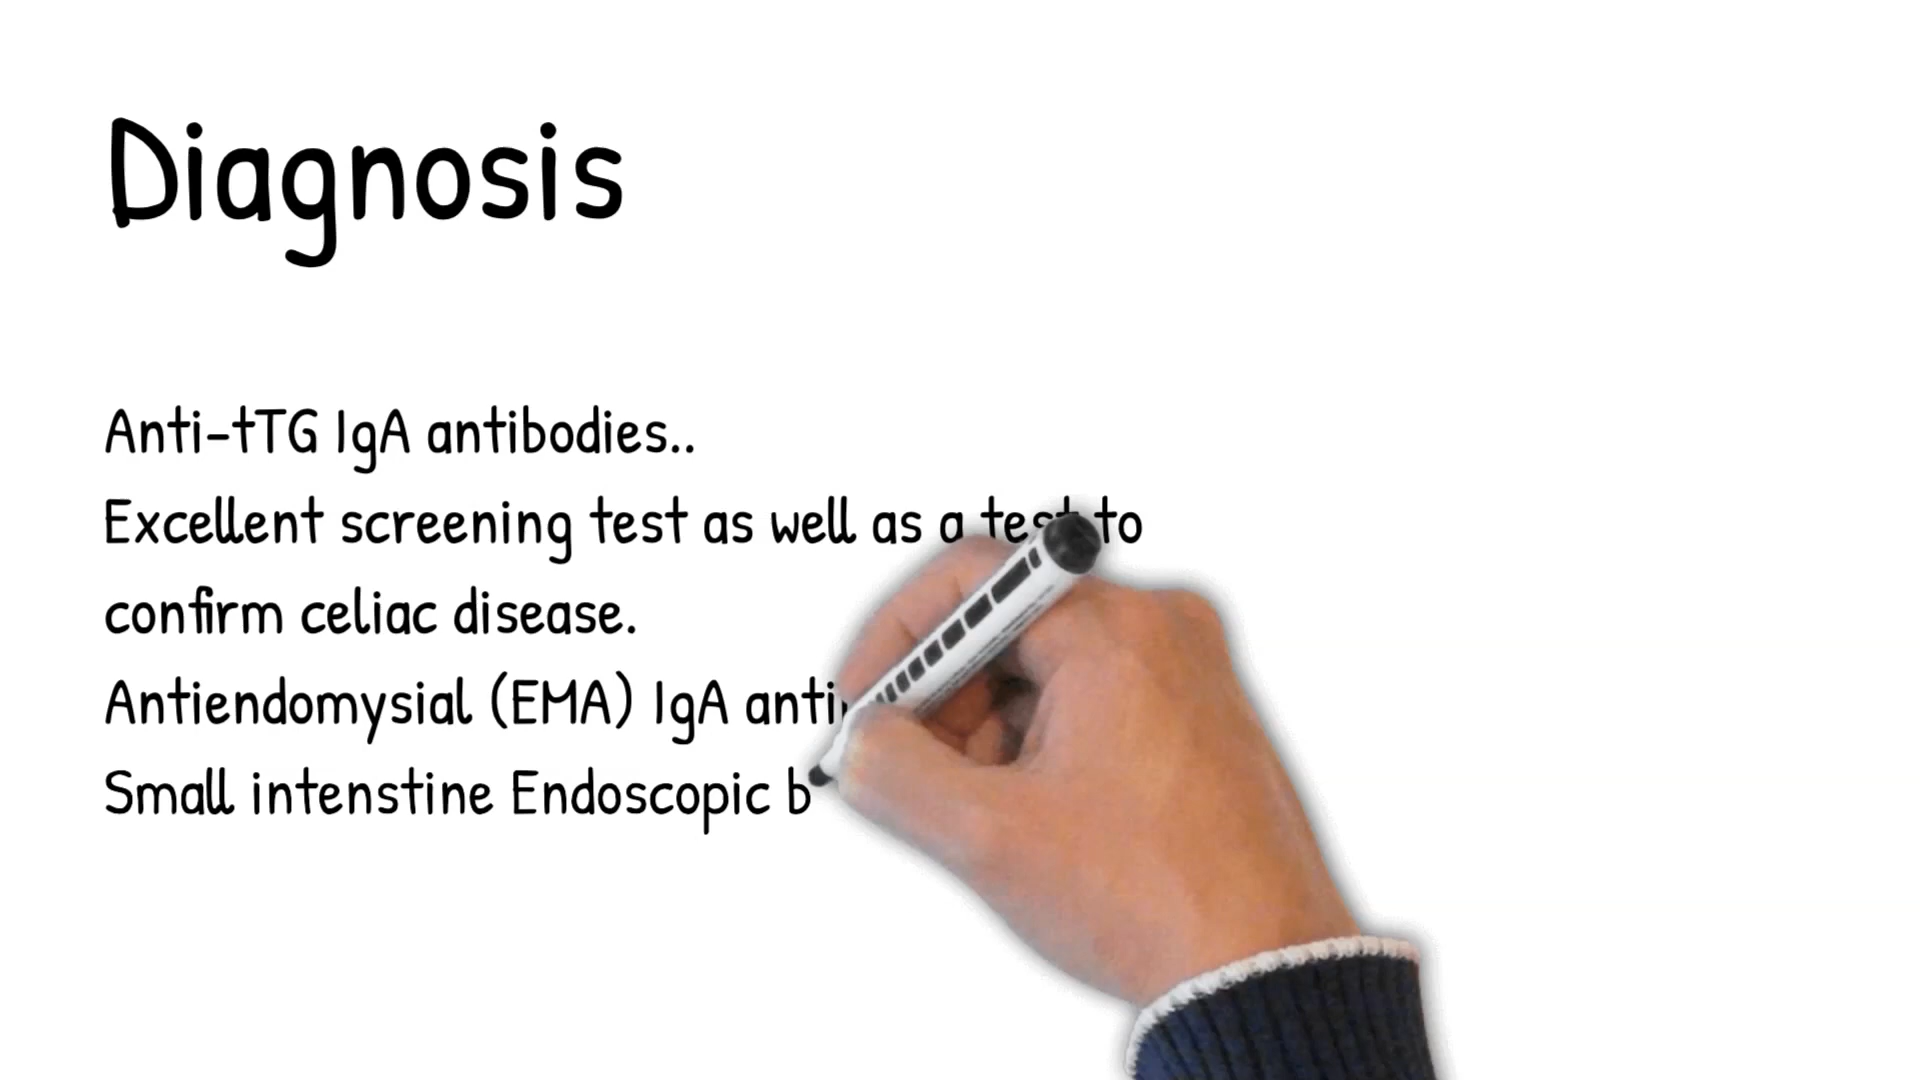 Diagnosis
Anti-tTG IgA antibodies..
Excellent screening test as well as a test to
confirm celiac disease.
Antiendomysial (EMA) IgA anti
Small intenstine Endoscopic b